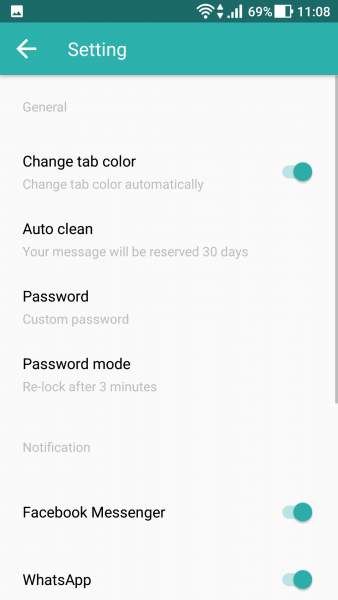 69% 11:08
Setting
General
Change tab color
Change tab color automatically
Auto clean
Your message will be reserved 30 days
Password
Custom password
Password mode
Re-lock after 3 minutes
Notification
Facebook Messenger
WhatsApp